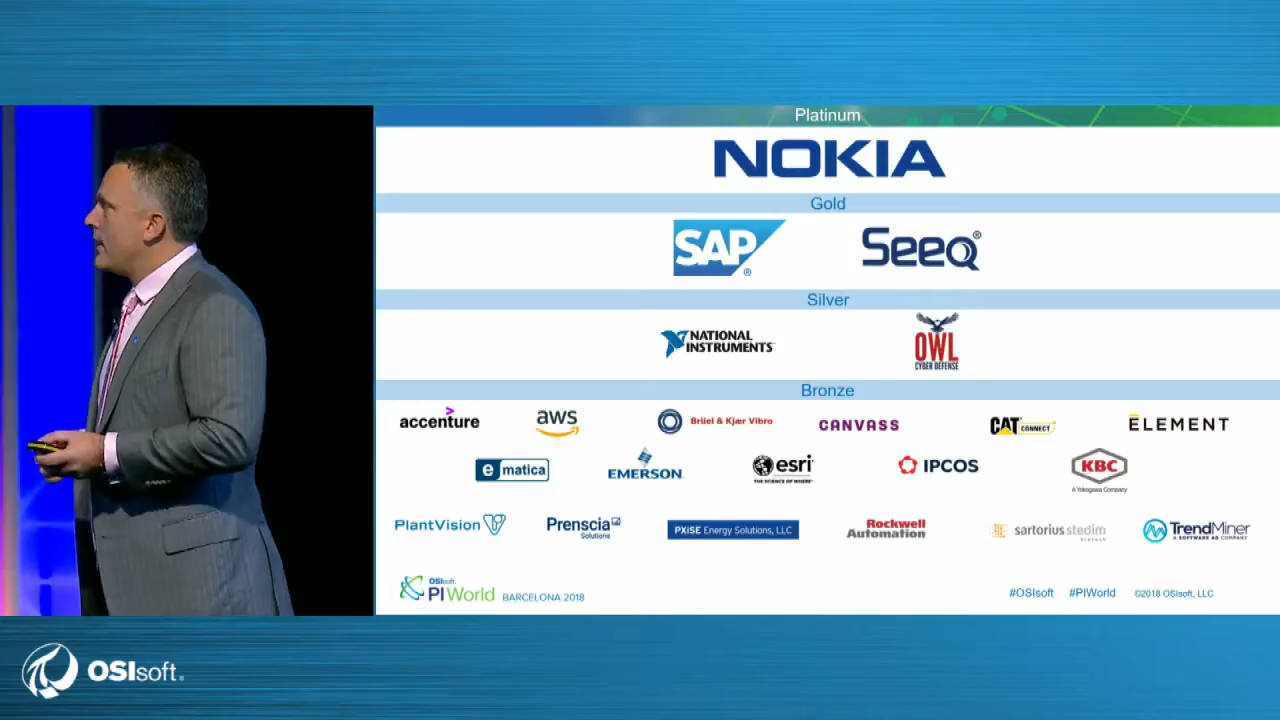 Platinum
NOKIA
Gold
SAP ® SeeQ®
Silver
NATIONAL INSTRUMENTS
OWL
CYBER DEFENSE
Bronze
accenture aws Brüel & Kjær Vibro CANVASS CAT CONNECT ELEMENT
ematica EMERSON. esri IPCOS KBC
THE SCIENCE OF WHERE
A Yokogawa Company
PlantVision Prenscia Solutions PXiSE Energy Solutions, LLC Rockwell Automation sartorius stedim biotech TrendMiner
A SOFTWARE AG COMPANY
OSIsoft.
PI World BARCELONA 2018 #OSIsoft #PIWorld ©2018 OSIsoft, LLC
OSIsoft.